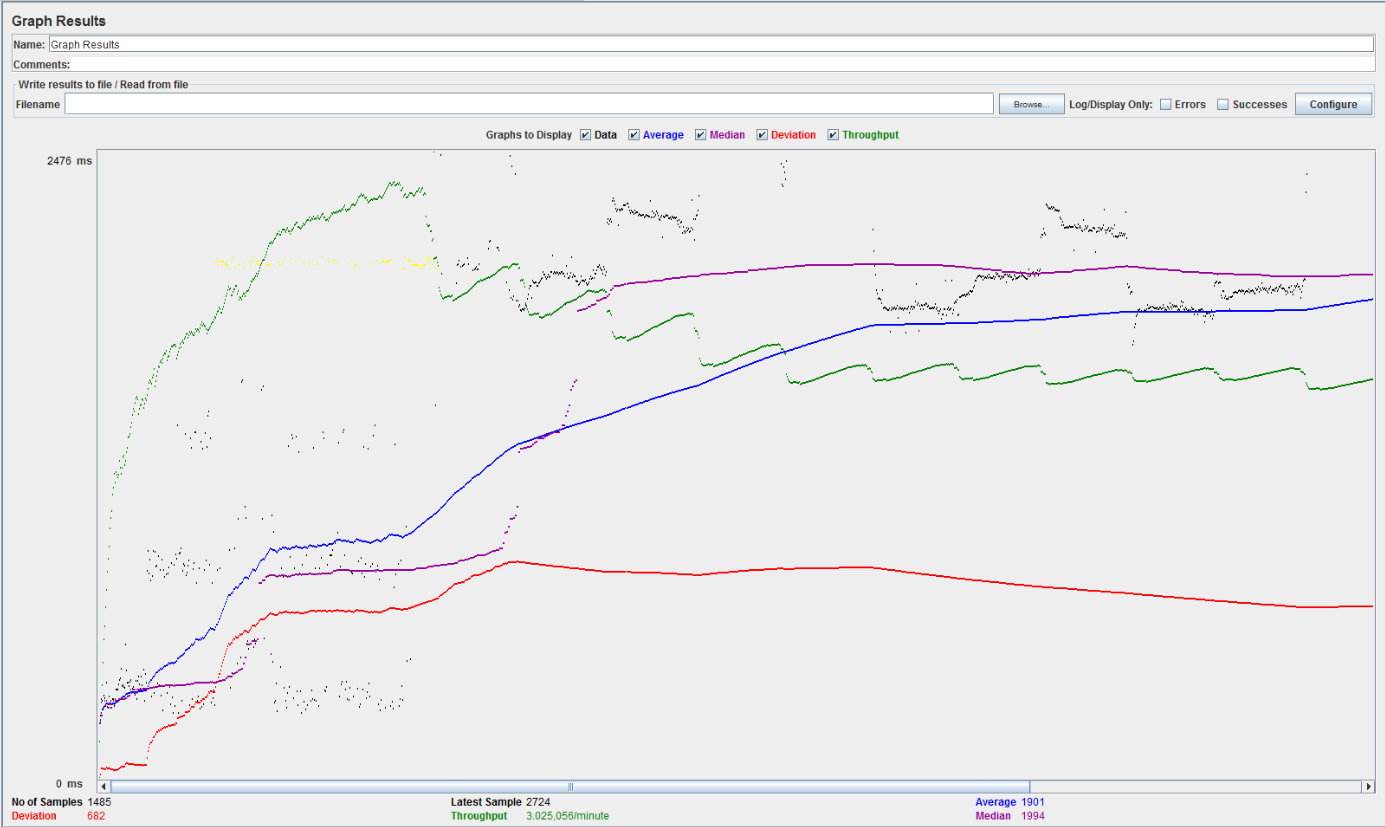 Graph Results
Name: Graph Results
Comments:
Write results to file / Read from file
Filename Browse... Log/Display Only: Errors Successes Configure
Graphs to Display Data Average Median Deviation Throughput
2476 ms
0 ms
No of Samples 1485 Latest Sample 2724 Average 1901
Deviation 682 Throughput 3.025,056/minute Median 1994